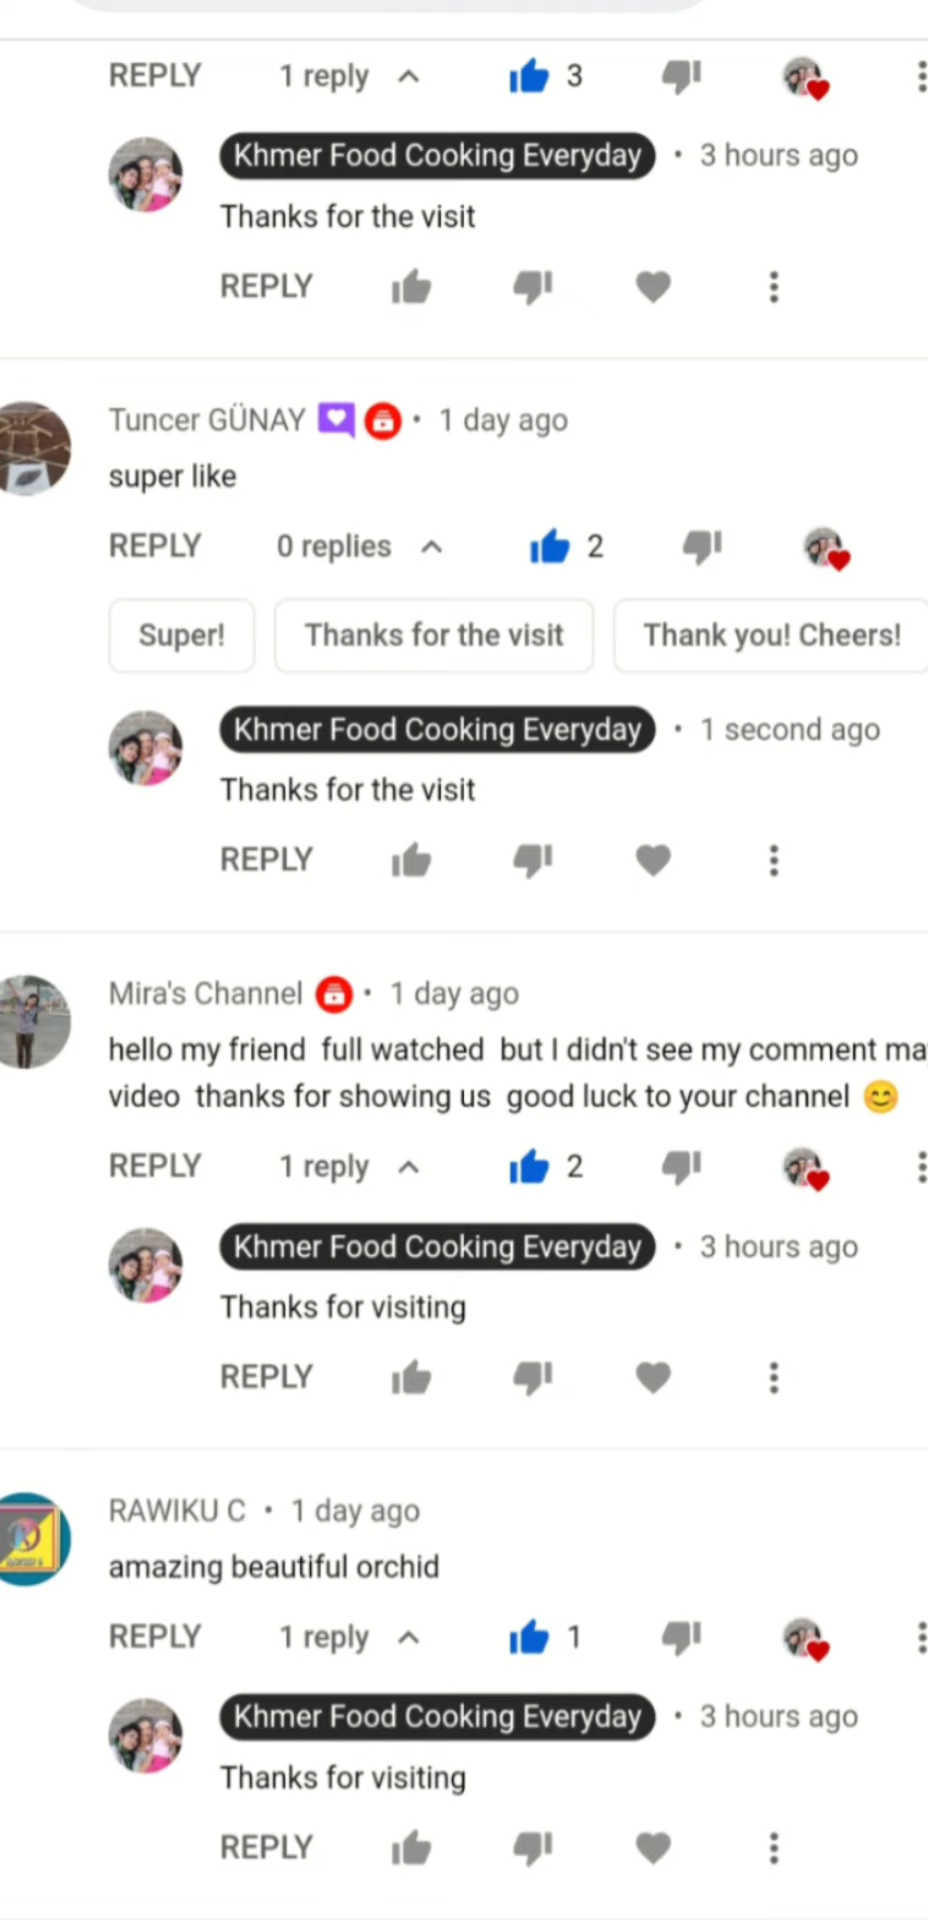 REPLY 1 reply 3
Khmer Food Cooking Everyday • 3 hours ago
Thanks for the visit
REPLY
Tuncer GÜNAY • 1 day ago
super like
REPLY 0 replies 2
Super! Thanks for the visit Thank you! Cheers!
Khmer Food Cooking Everyday • 1 second ago
Thanks for the visit
REPLY
Mira's Channel • 1 day ago
hello my friend full watched but I didn't see my comment
video thanks for showing us good luck to your channel 😊
REPLY 1 reply 2
Khmer Food Cooking Everyday • 3 hours ago
Thanks for visiting
REPLY
RAWIKU C • 1 day ago
amazing beautiful orchid
REPLY 1 reply 1
Khmer Food Cooking Everyday • 3 hours ago
Thanks for visiting
REPLY